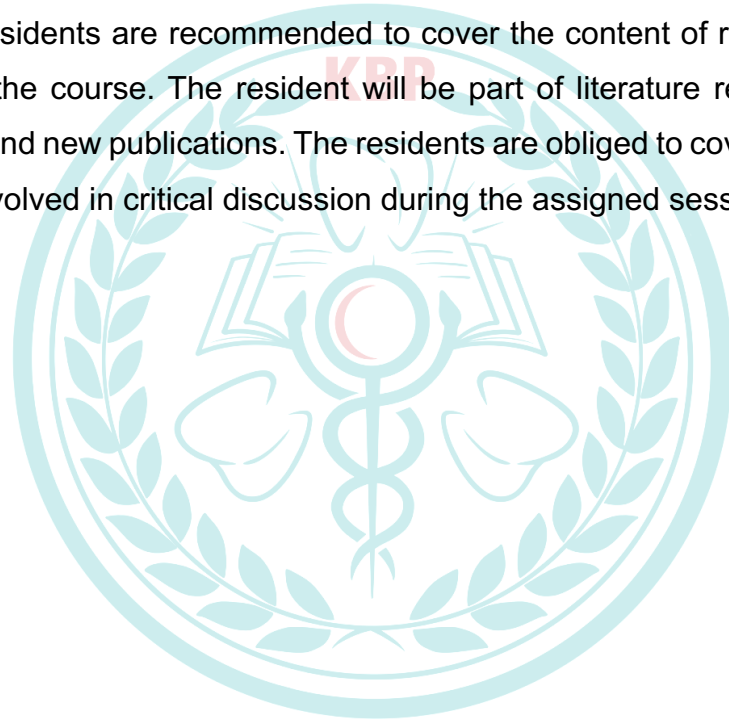 sidents are recommended to cover the content of r
the course. The resident will be part of literature re
nd new publications. The residents are obliged to cov
volved in critical discussion during the assigned sess
KBP